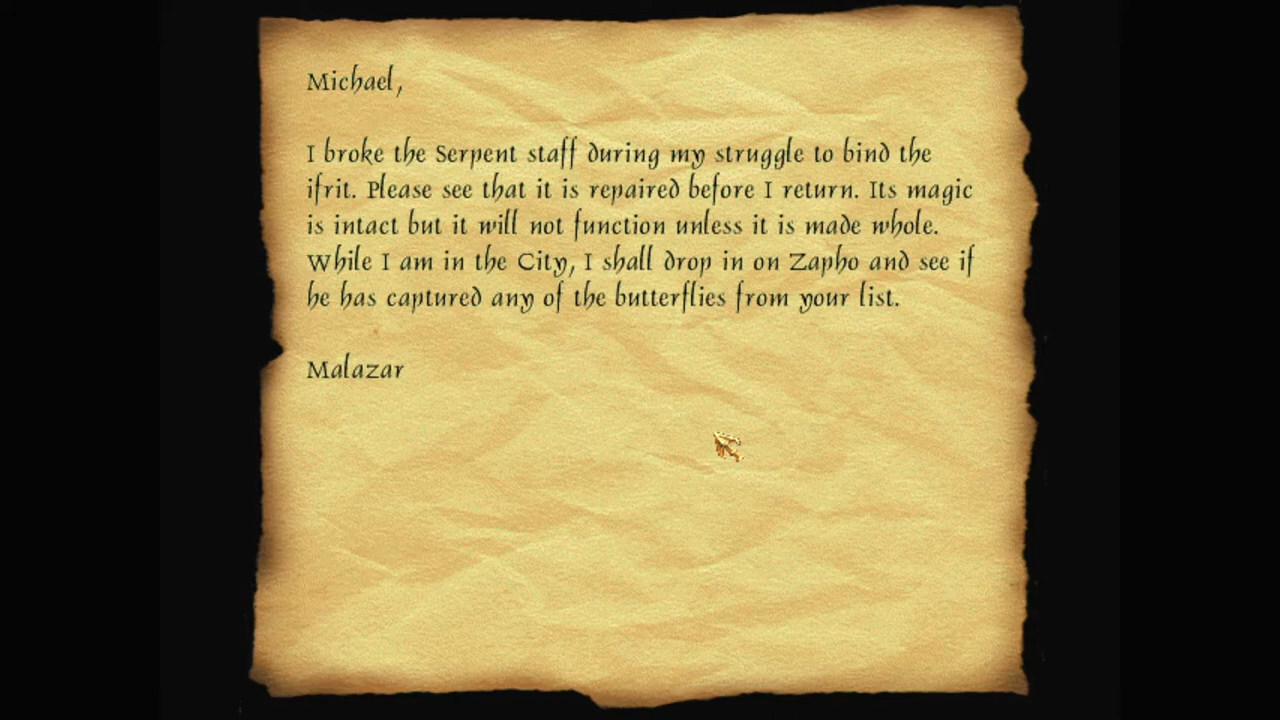 Michael,
I broke the Serpent staff during my struggle to bind the
ifrit. Please see that it is repaired before I return. Its magic
is intact but it will not function unless it is made whole.
While I am in the City, I shall drop in on Zapho and see if
he has captured any of the butterflies from your list.
Malazar